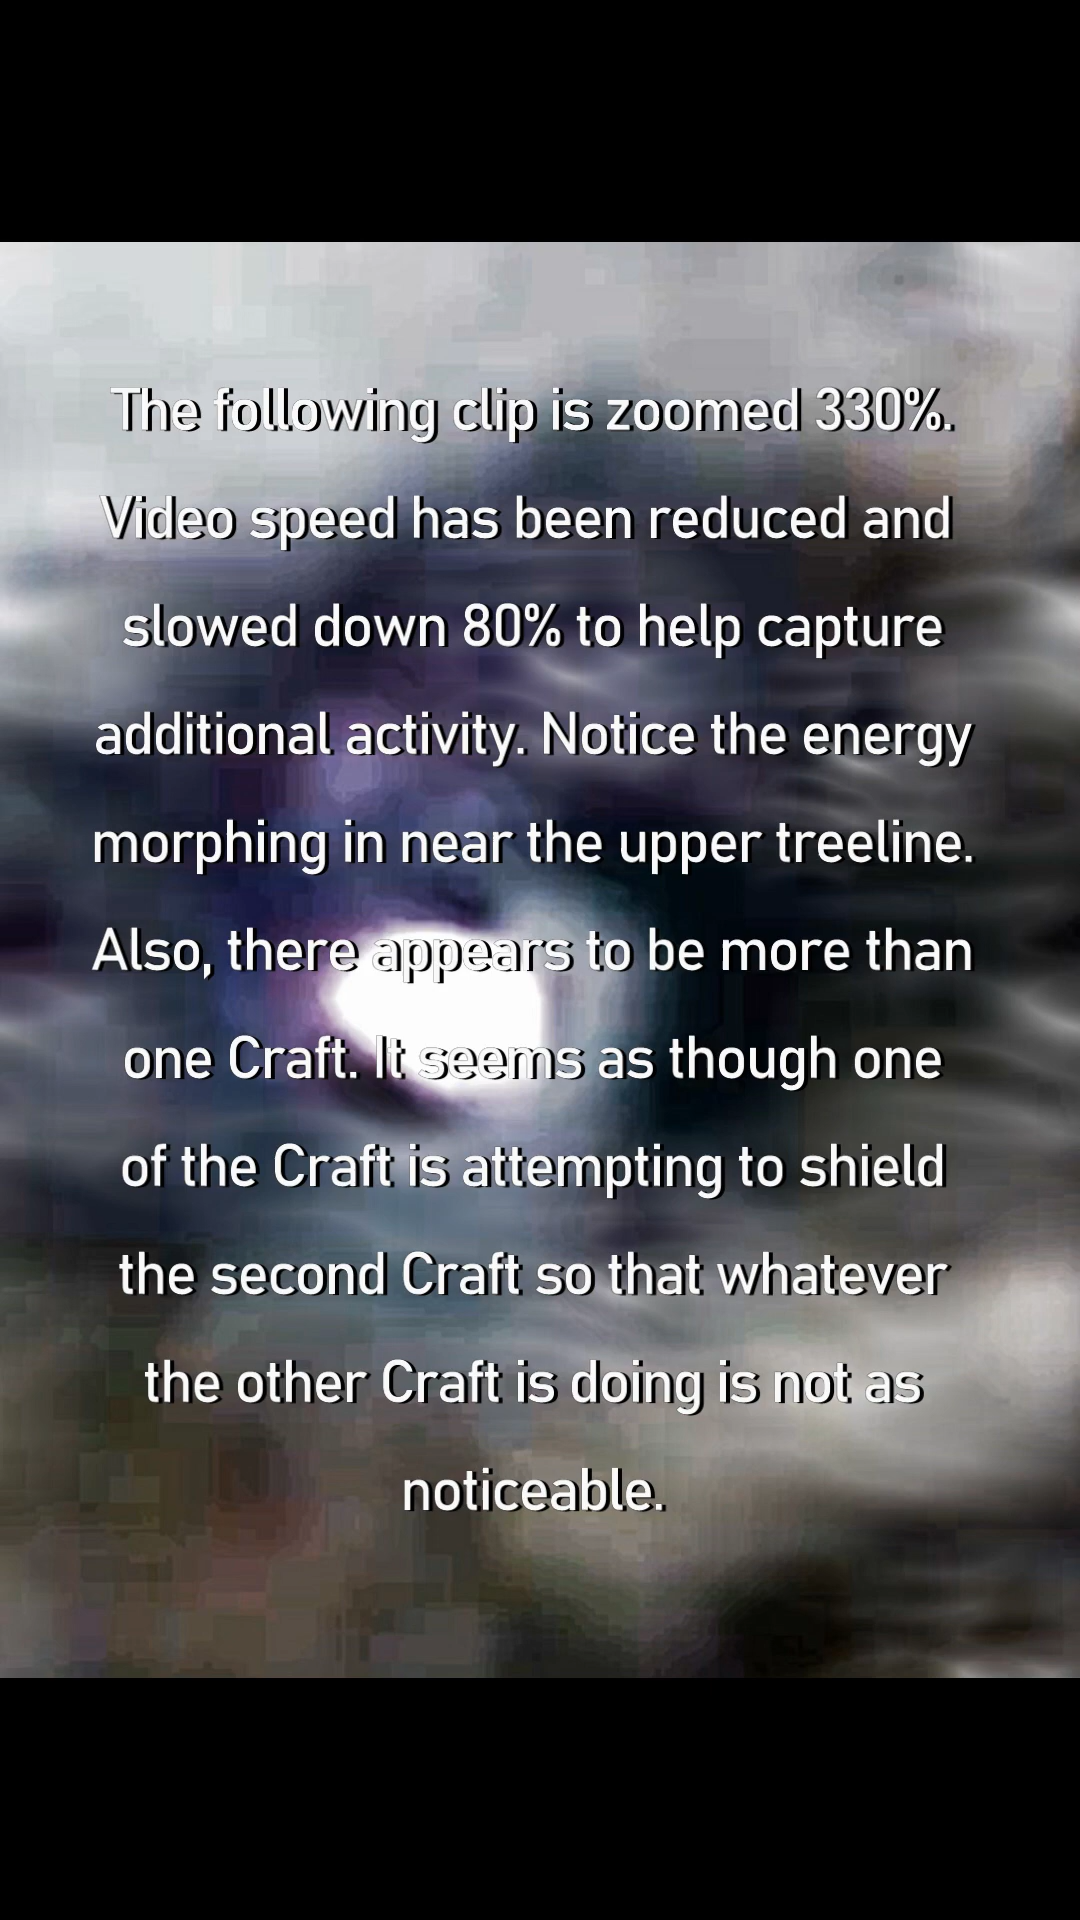 The following clip is zoomed 330%.
Video speed has been reduced and
slowed down 80% to help capture
additional activity. Notice the energy
morphing in near the upper treeline.
Also, there appears to be more than
one Craft. It seems as though one
of the Craft is attempting to shield
the second Craft so that whatever
the other Craft is doing is not as
noticeable.